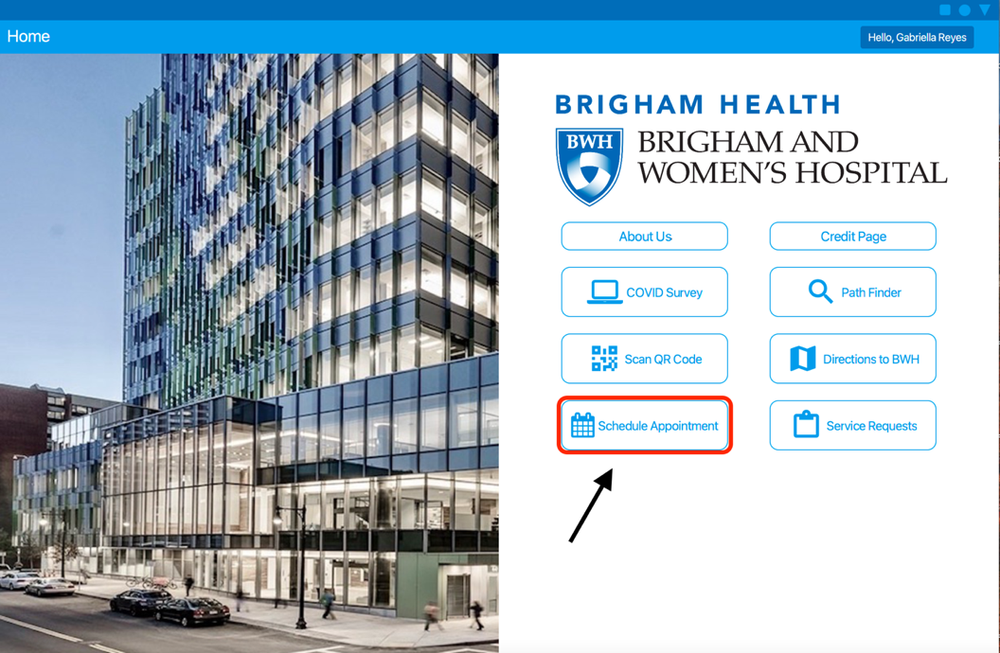 Home
Hello, Gabriella Reyes
BRIGHAM HEALTH
BWH
BRIGHAM AND
WOMEN'S HOSPITAL
About Us
Credit Page
COVID Survey
Path Finder
Scan QR Code
Directions to BWH
Schedule Appointment
Service Requests